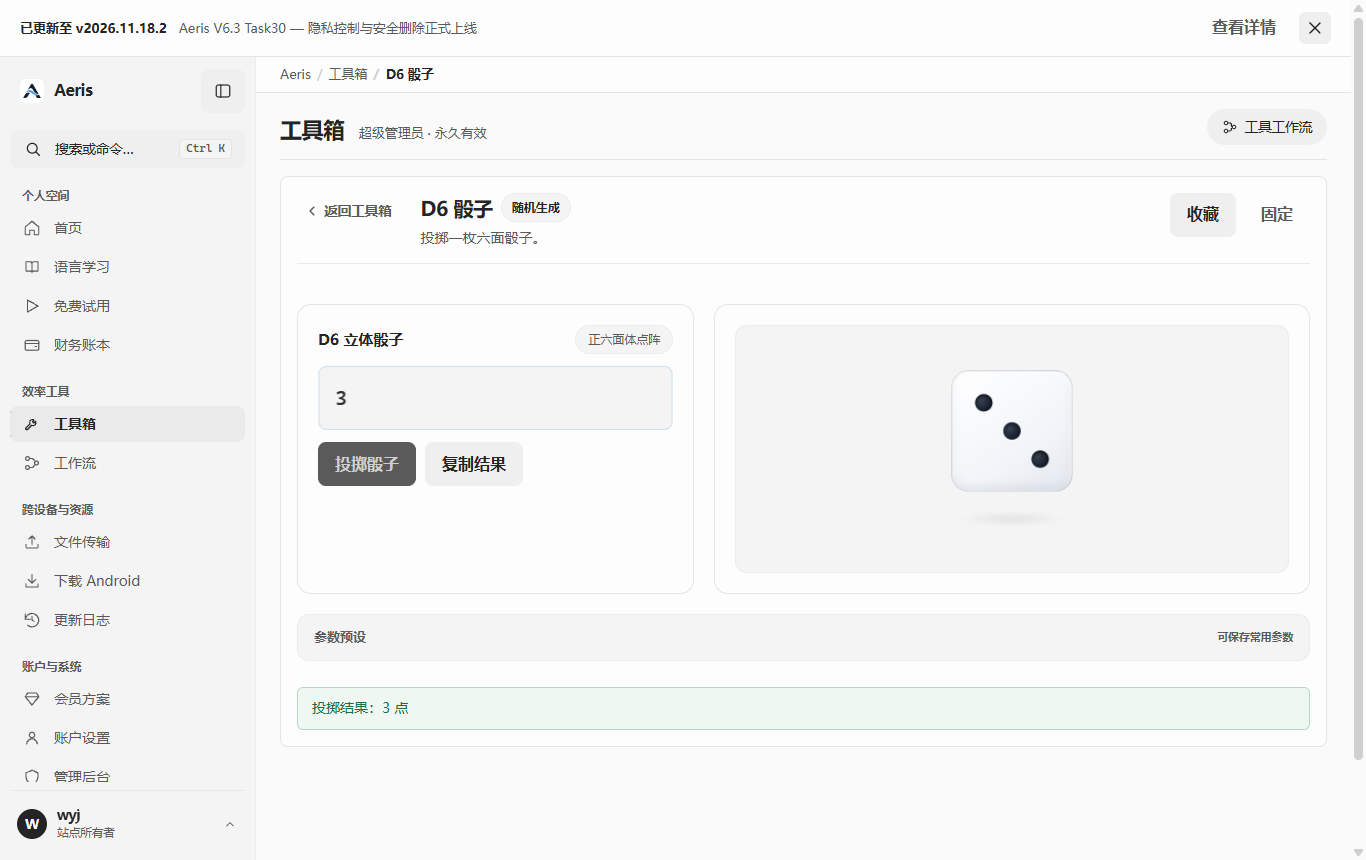 已更新至 v2026.11.18.2 Aeris V6.3 Task30 — 隐私控制与安全删除正式上线 查看详情
Aeris
搜索或命令... Ctrl K
个人空间
首页
语言学习
免费试用
财务账本
效率工具
工具箱
工作流
跨设备与资源
文件传输
下载 Android
更新日志
账户与系统
会员方案
账户设置
管理后台
W wyj
站点所有者
Aeris / 工具箱 / D6 骰子
工具箱 超级管理员 · 永久有效 工具工作流
返回工具箱 D6 骰子 随机生成 收藏 固定
投掷一枚六面骰子。
D6 立体骰子 正六面体点阵
3
投掷骰子 复制结果
参数预设 可保存常用参数
投掷结果：3 点